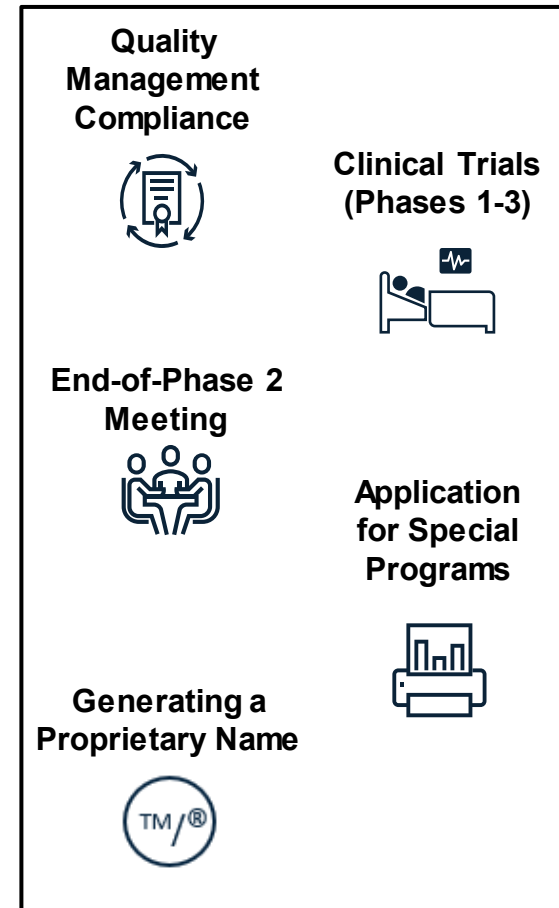 Quality
Management
Compliance
Clinical Trials
(Phases 1-3)
End-of-Phase 2
Meeting
Application
for Special
Programs
Generating a
Proprietary Name
TM/®